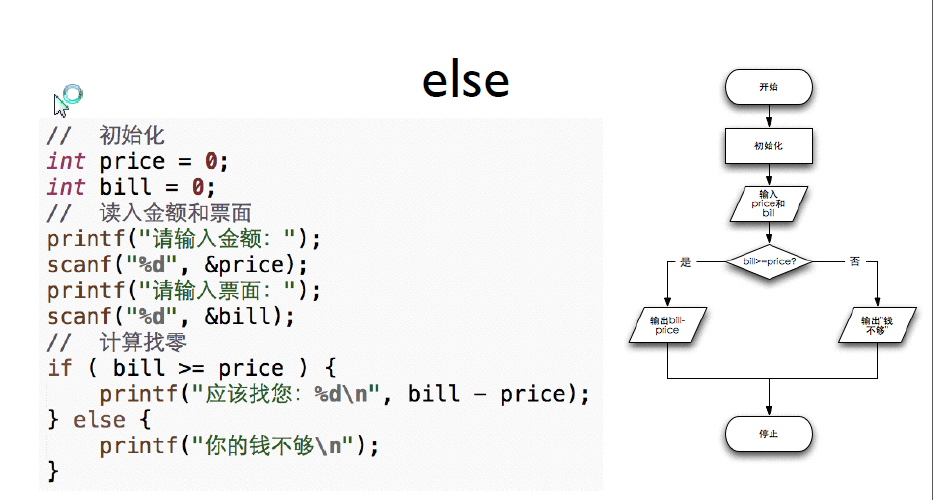 else
//  初始化
int price = 0;
int bill = 0;
//  读入金额和票面
printf("请输入金额：");
scanf("%d", &price);
printf("请输入票面：");
scanf("%d", &bill);
//  计算找零
if ( bill >= price ) {
    printf("应该找您：%d\n", bill - price);
} else {
    printf("你的钱不够\n");
}
开始
初始化
输入
price和
bill
bill>=price?
是
否
输出bill-
price
输出"钱
不够"
停止